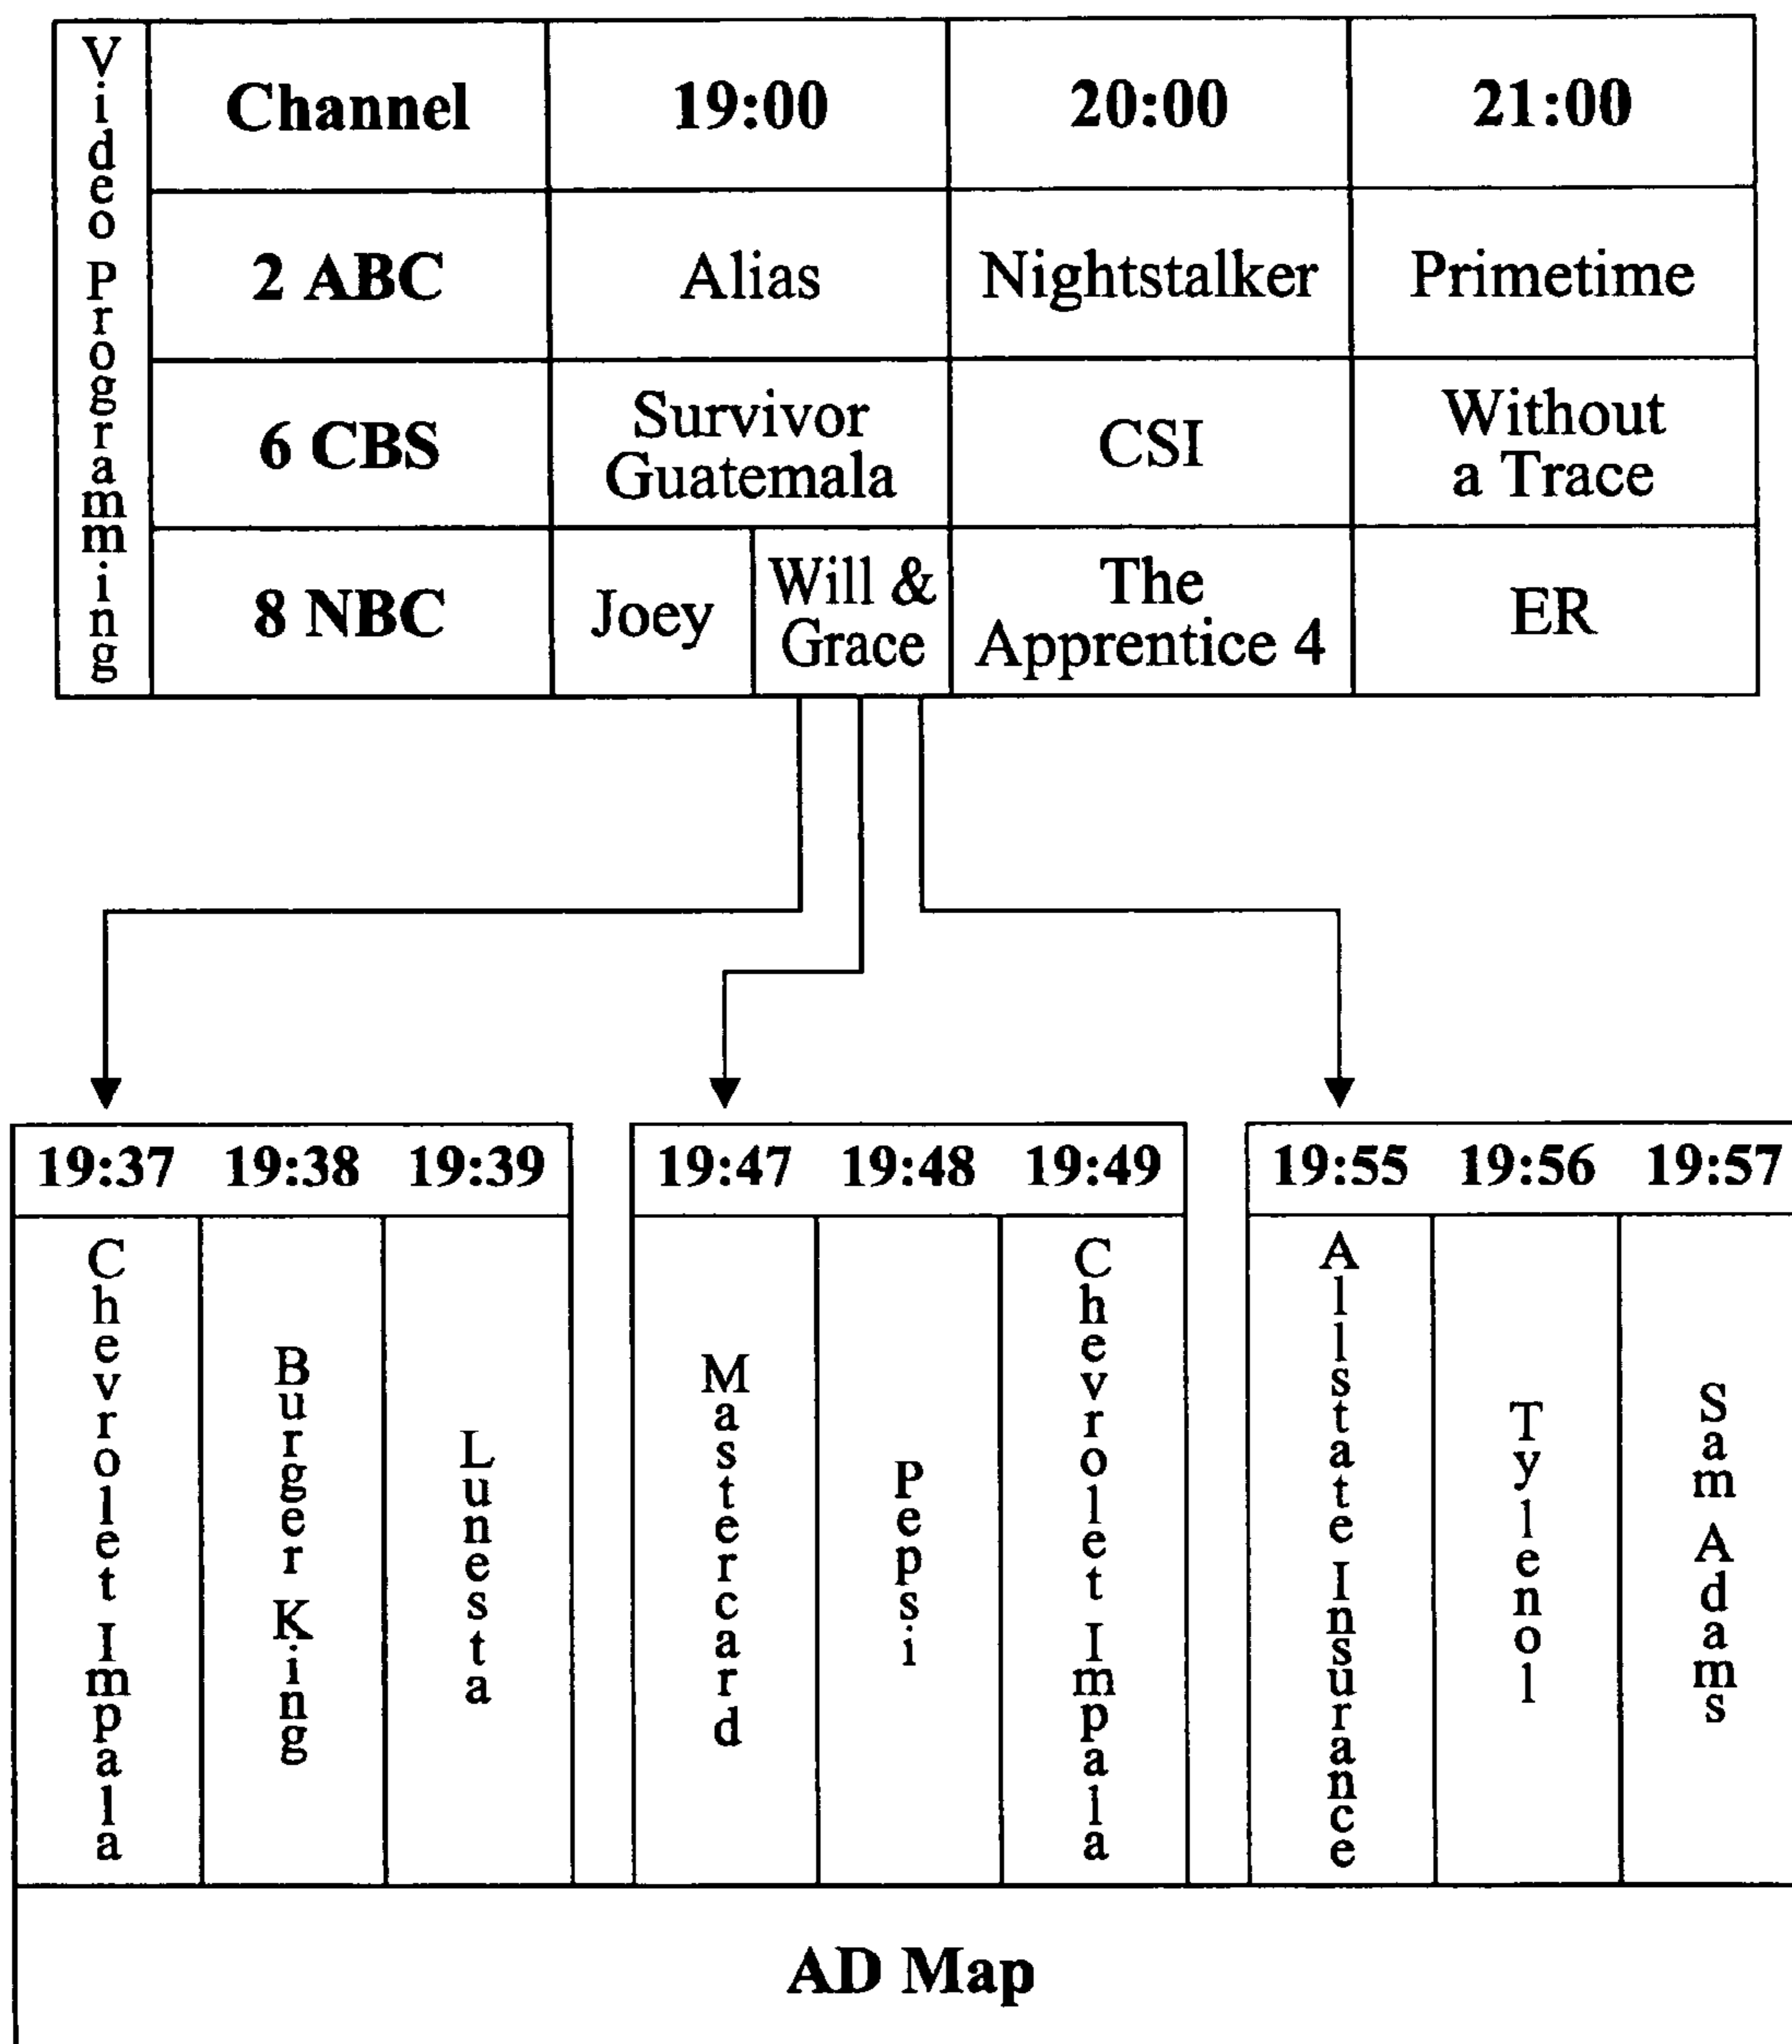 Video Programming
Channel 19:00 20:00 21:00
2 ABC Alias Nightstalker Primetime
6 CBS Survivor Guatemala CSI Without a Trace
8 NBC Joey Will & Grace The Apprentice 4 ER
19:37 19:38 19:39 19:47 19:48 19:49 19:55 19:56 19:57
Chevrolet Impala
Burger King
Lunesta
Mastercard
Pepsi
Chevrolet Impala
Allstate Insurance
Tylenol
Sam Adams
AD Map